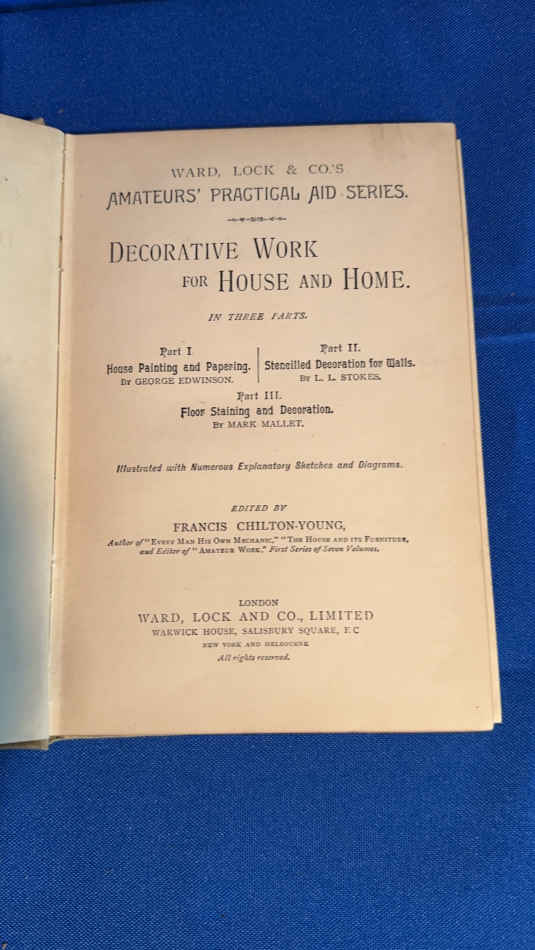 WARD, LOCK & CO.'S
AMATEURS' PRACTICAL AID SERIES.
DECORATIVE WORK
FOR HOUSE AND HOME.
IN THREE PARTS.
Part I
House Painting and Papering.
BY GEORGE EDWINSON.
Part II.
Stencilled Decoration for Walls.
BY L. L. STOKES.
Part III.
Floor Staining and Decoration.
BY MARK MALLET.
Illustrated with Numerous Explanatory Sketches and Diagrams.
EDITED BY
FRANCIS CHILTON-YOUNG,
Author of "EVERY MAN HIS OWN MECHANIC," "THE HOUSE AND ITS FURNITURE,
and Editor of "AMATEUR WORK," First Series of Seven Volumes.
LONDON
WARD, LOCK AND CO., LIMITED
WARWICK HOUSE, SALISBURY SQUARE, E C
NEW YORK AND MELBOURNE
All rights reserved.